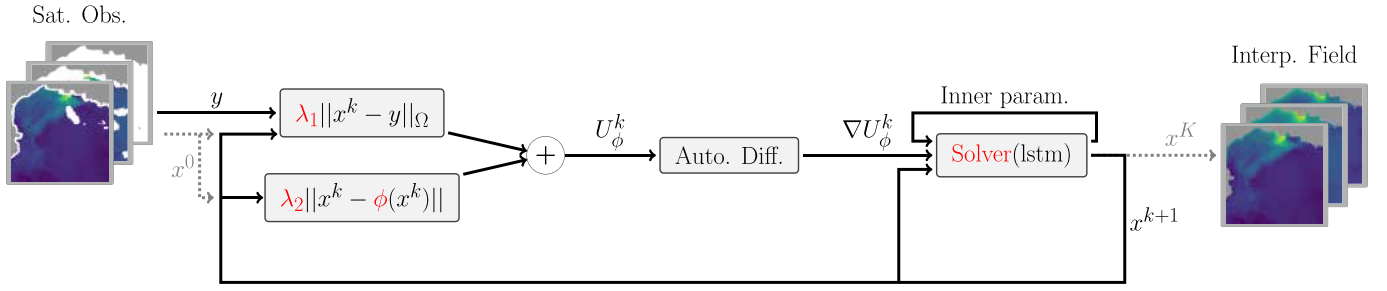 Sat. Obs.
Interp. Field
y
x^0
λ_1||x^k − y||_Ω
λ_2||x^k − ϕ(x^k)||
+
U_ϕ^k
Auto. Diff.
∇U_ϕ^k
Inner param.
Solver(lstm)
x^K
x^{k+1}